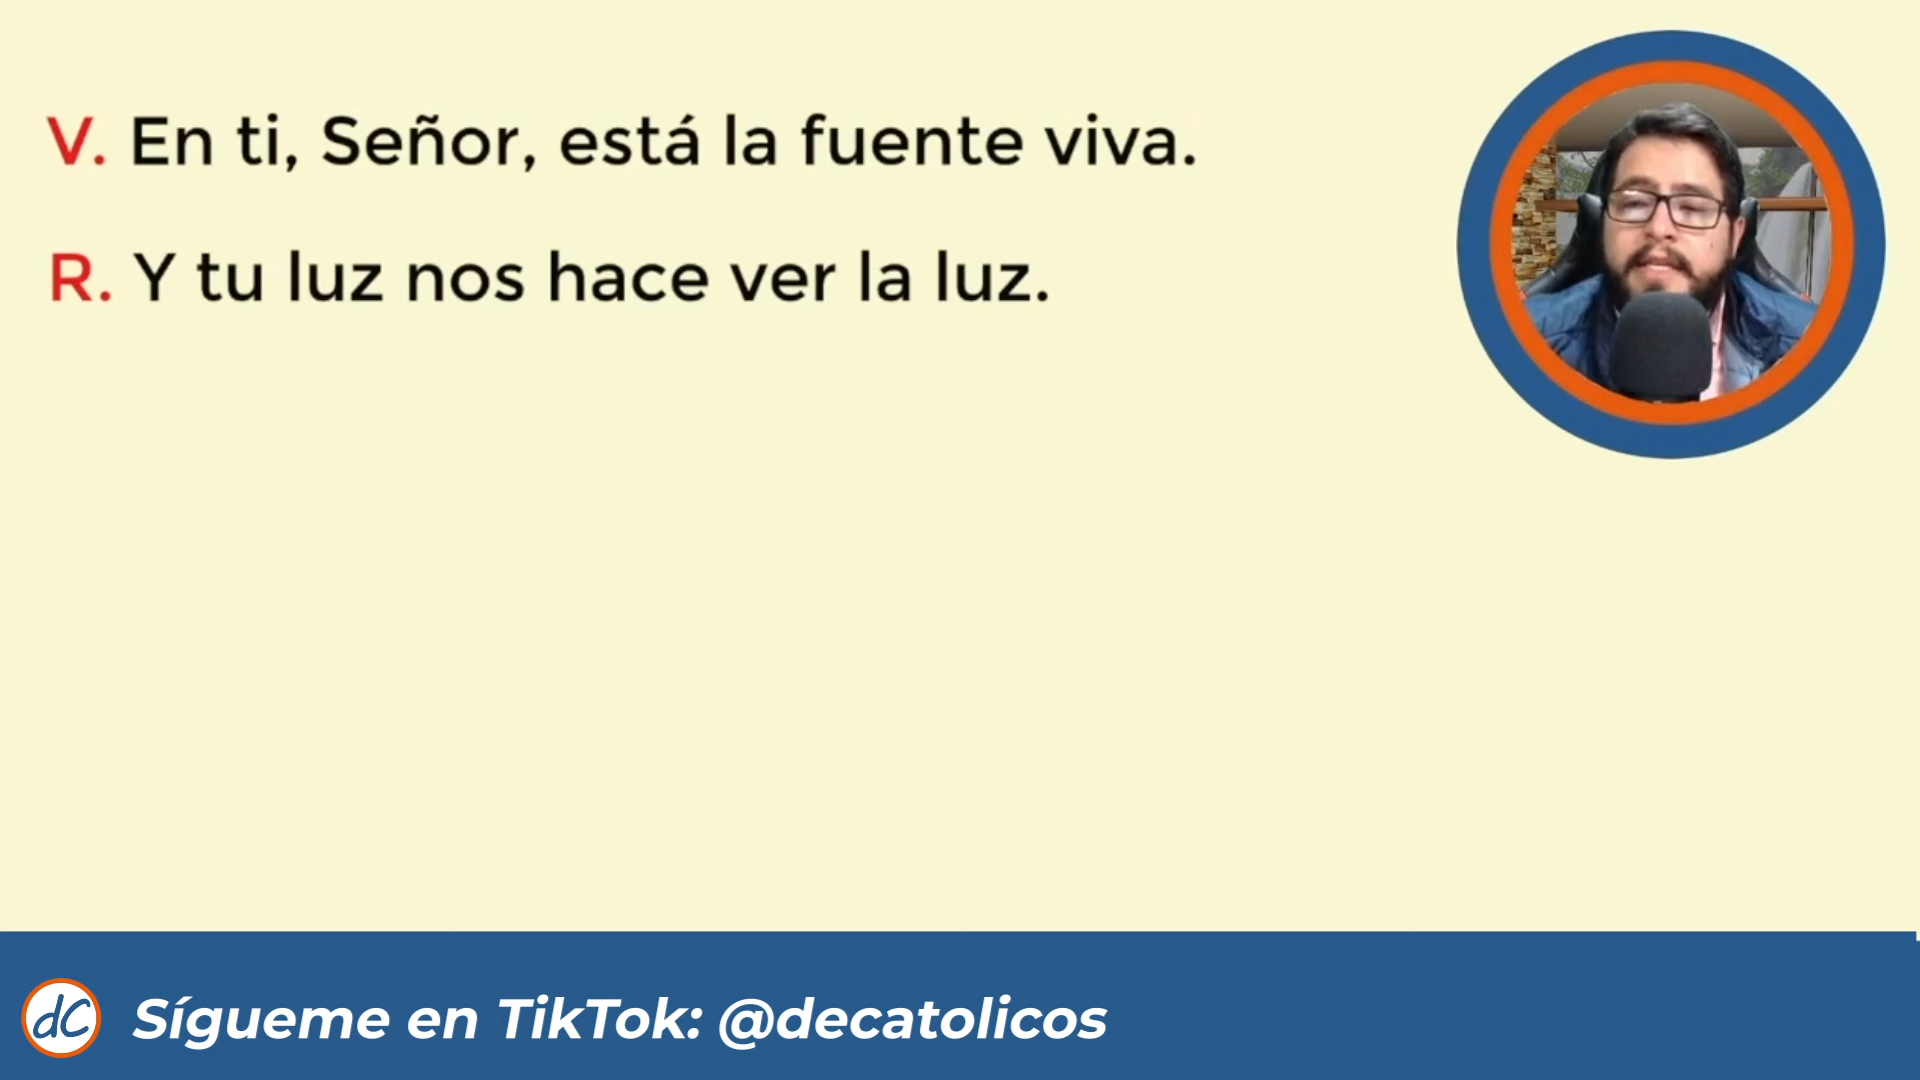 V. En ti, Señor, está la fuente viva.
R. Y tu luz nos hace ver la luz.
dC Sígueme en TikTok: @decatolicos